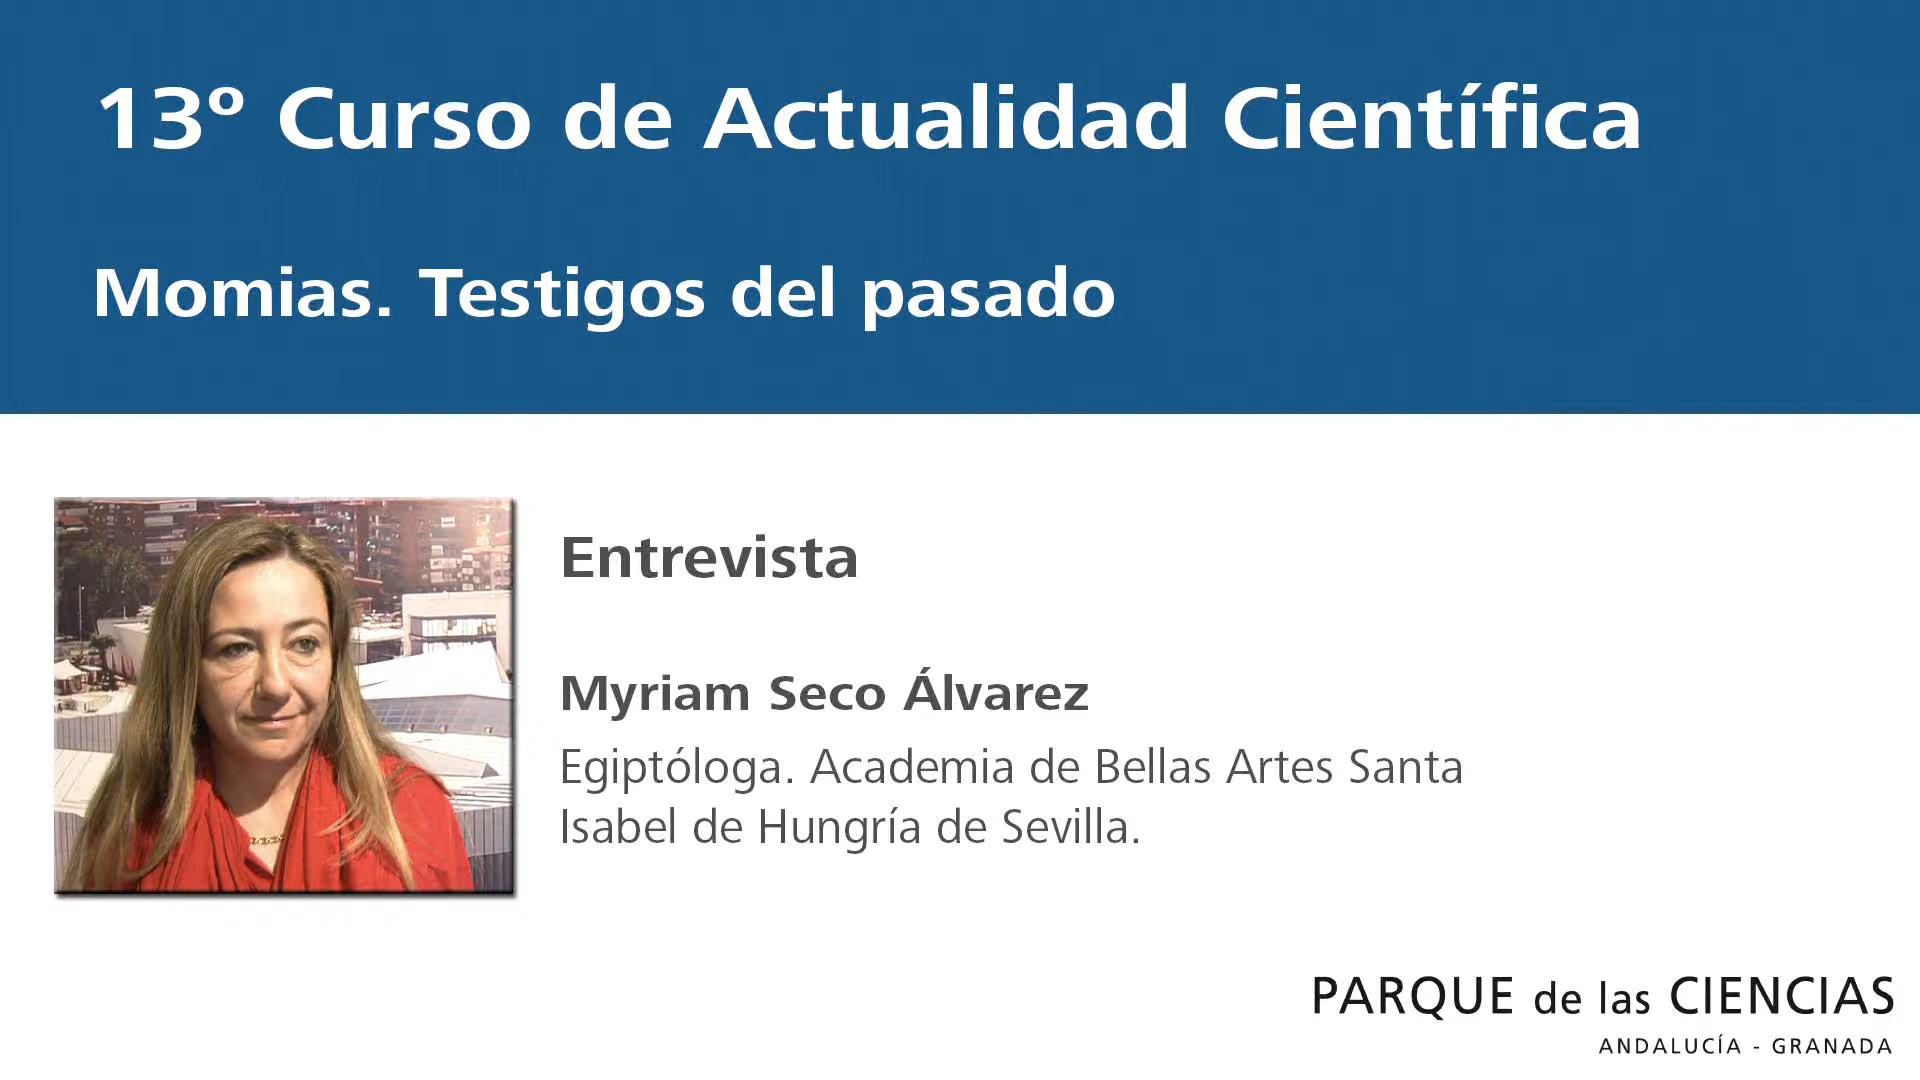 13º Curso de Actualidad Científica
Momias. Testigos del pasado
Entrevista
Myriam Seco Álvarez
Egiptóloga. Academia de Bellas Artes Santa
Isabel de Hungría de Sevilla.
PARQUE de las CIENCIAS
ANDALUCÍA - GRANADA